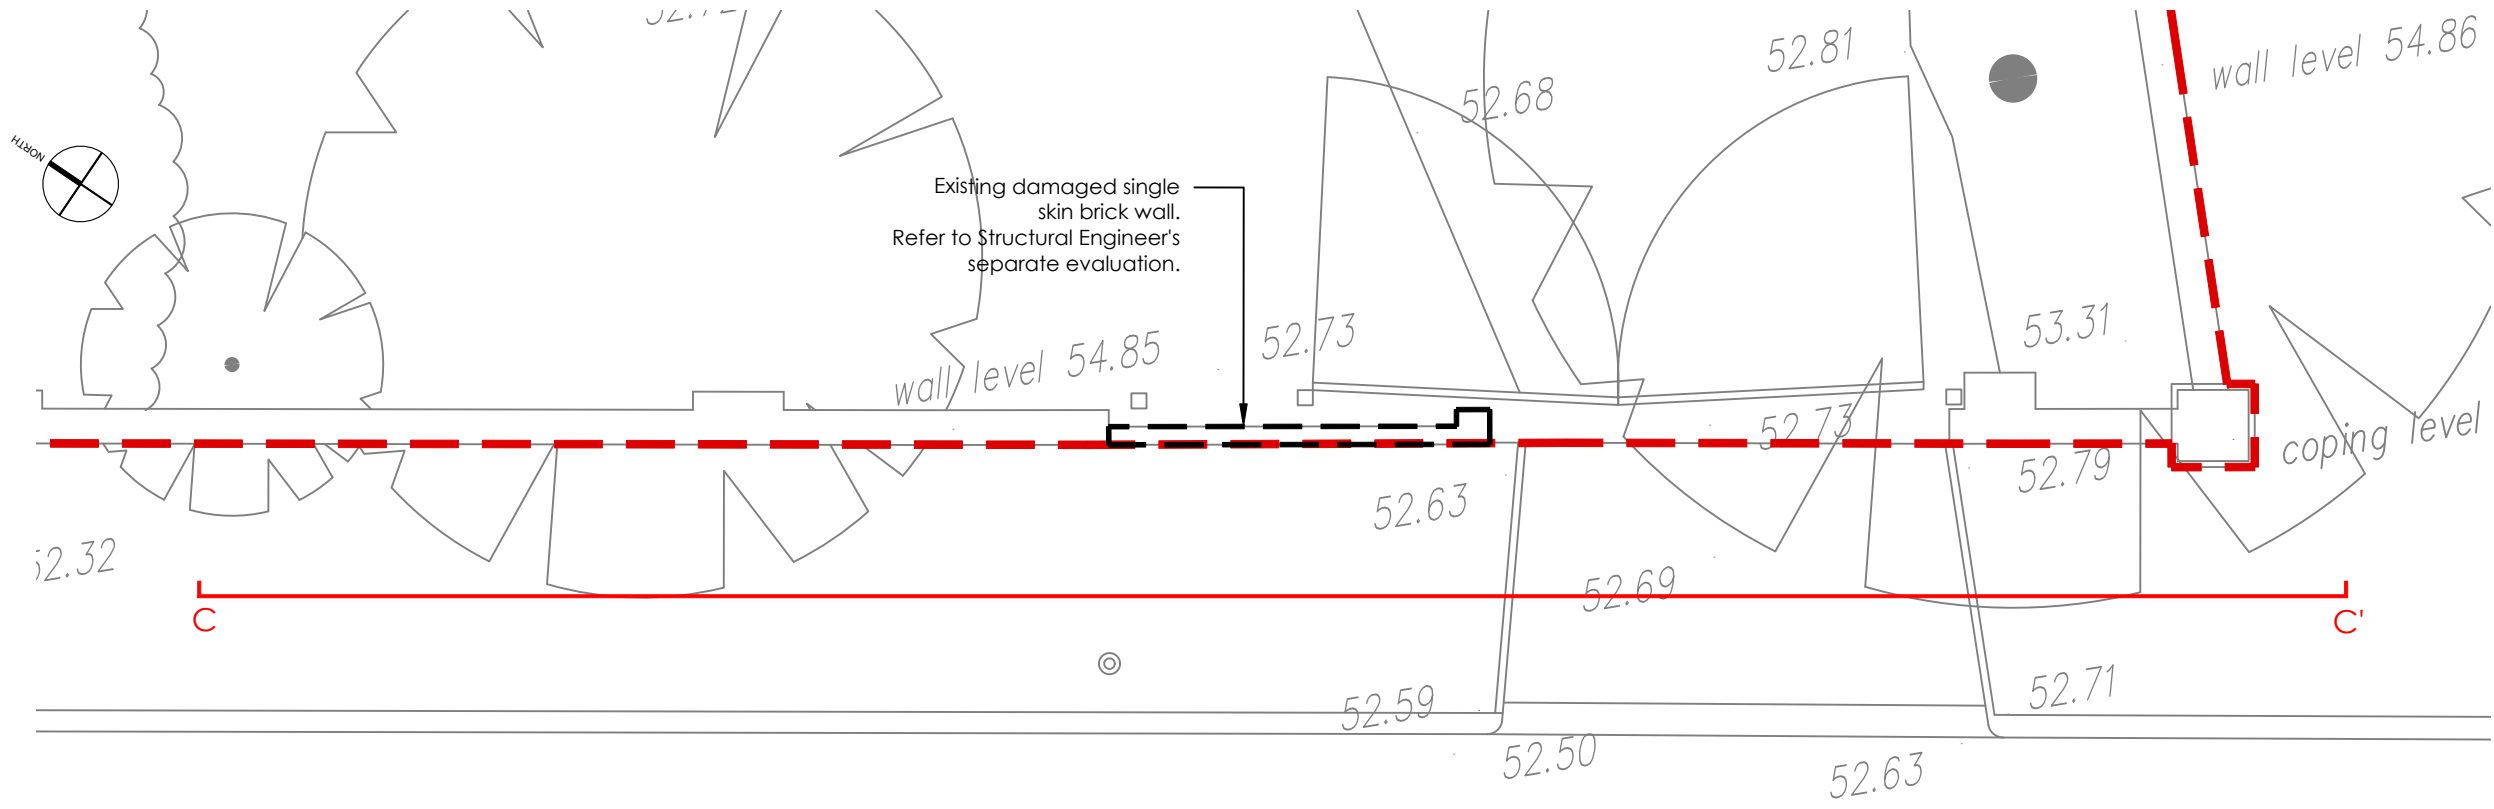 52.72
52.81
wall level 54.86
52.68
NORTH
Existing damaged single
skin brick wall.
Refer to Structural Engineer's
separate evaluation.
52.73
53.31
wall level 54.85
52.73
coping level
52.79
52.63
52.32
52.69
C
C'
52.59
52.71
52.50
52.63